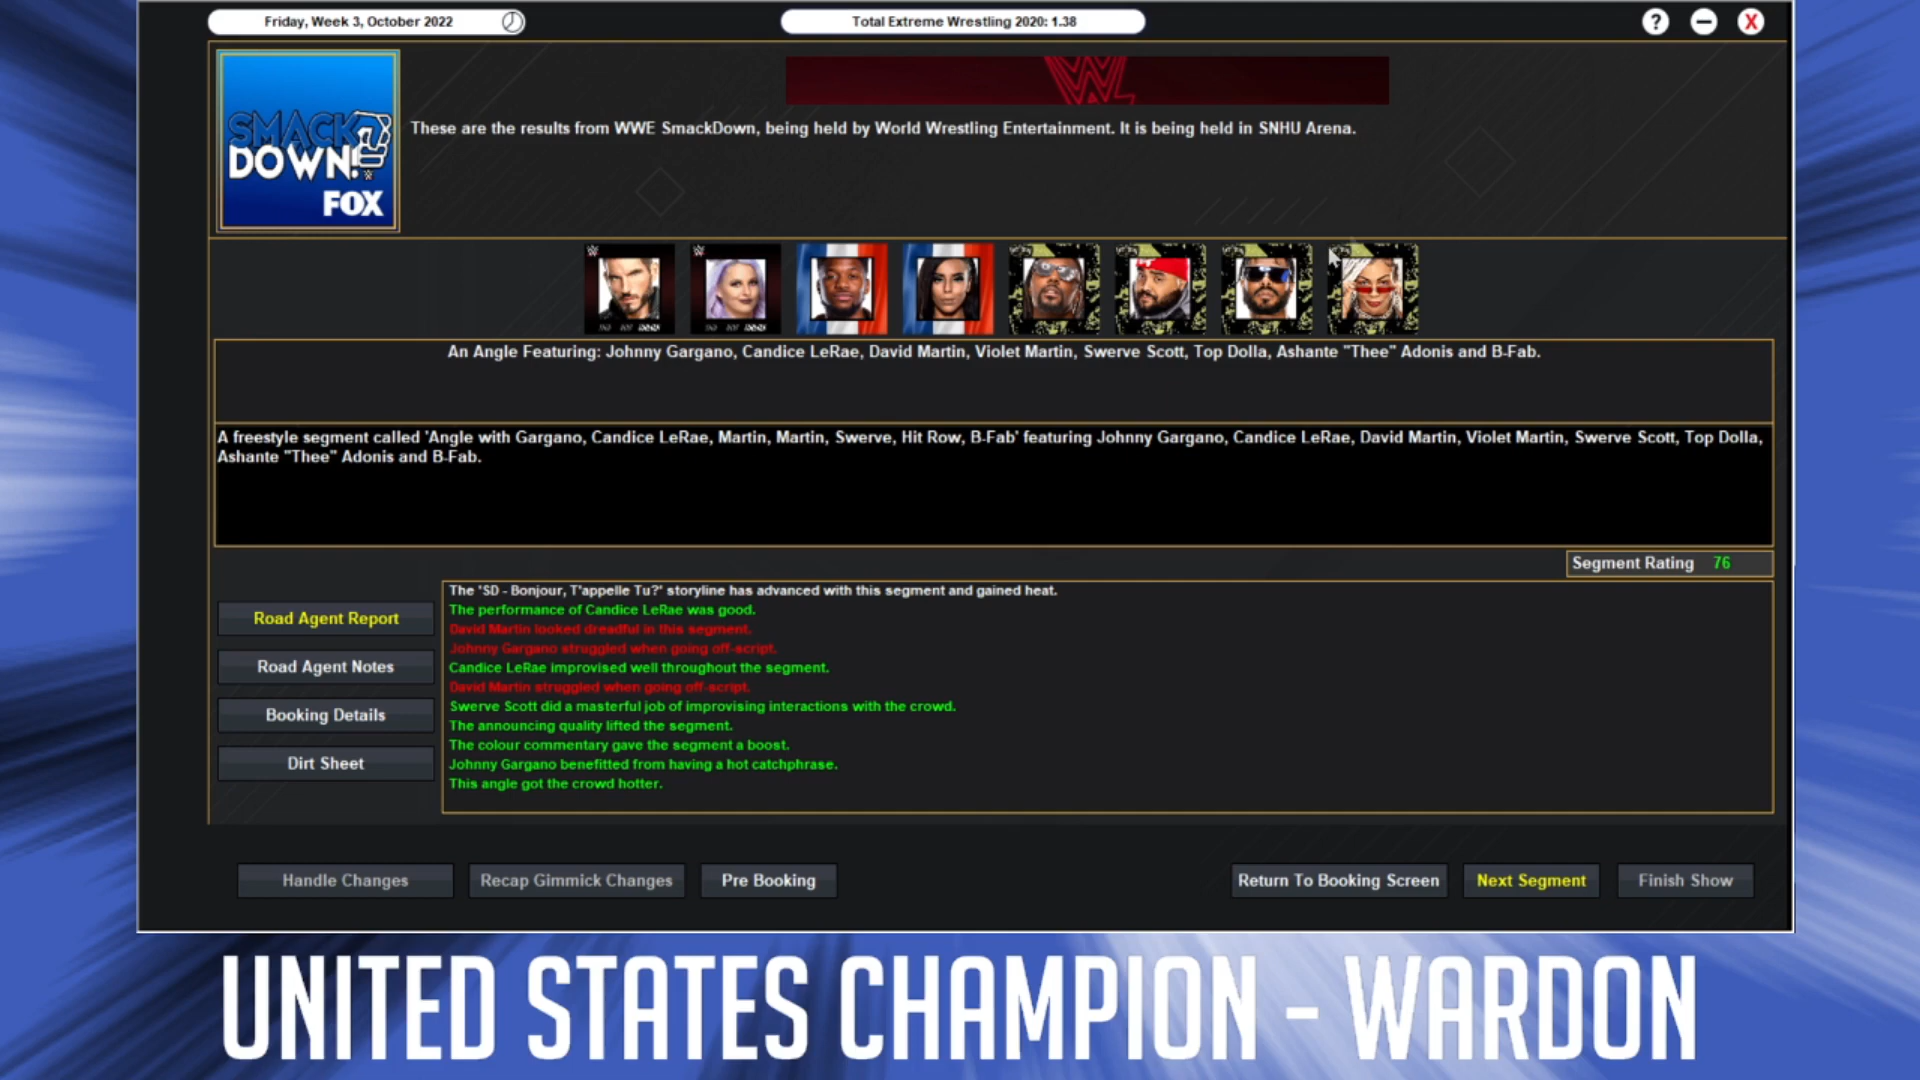 Friday, Week 3, October 2022
Total Extreme Wrestling 2020: 1.38
?
X
SMACK
DOWN!
FOX
These are the results from WWE SmackDown, being held by World Wrestling Entertainment. It is being held in SNHU Arena.
An Angle Featuring: Johnny Gargano, Candice LeRae, David Martin, Violet Martin, Swerve Scott, Top Dolla, Ashante "Thee" Adonis and B-Fab.
A freestyle segment called 'Angle with Gargano, Candice LeRae, Martin, Martin, Swerve, Hit Row, B-Fab' featuring Johnny Gargano, Candice LeRae, David Martin, Violet Martin, Swerve Scott, Top Dolla,
Ashante "Thee" Adonis and B-Fab.
Segment Rating 76
Road Agent Report
Road Agent Notes
Booking Details
Dirt Sheet
The 'SD - Bonjour, T'appelle Tu?' storyline has advanced with this segment and gained heat.
The performance of Candice LeRae was good.
David Martin looked dreadful in this segment.
Johnny Gargano struggled when going off-script.
Candice LeRae improvised well throughout the segment.
David Martin struggled when going off-script.
Swerve Scott did a masterful job of improvising interactions with the crowd.
The announcing quality lifted the segment.
The colour commentary gave the segment a boost.
Johnny Gargano benefitted from having a hot catchphrase.
This angle got the crowd hotter.
Handle Changes
Recap Gimmick Changes
Pre Booking
Return To Booking Screen
Next Segment
Finish Show
UNITED STATES CHAMPION - WARDON